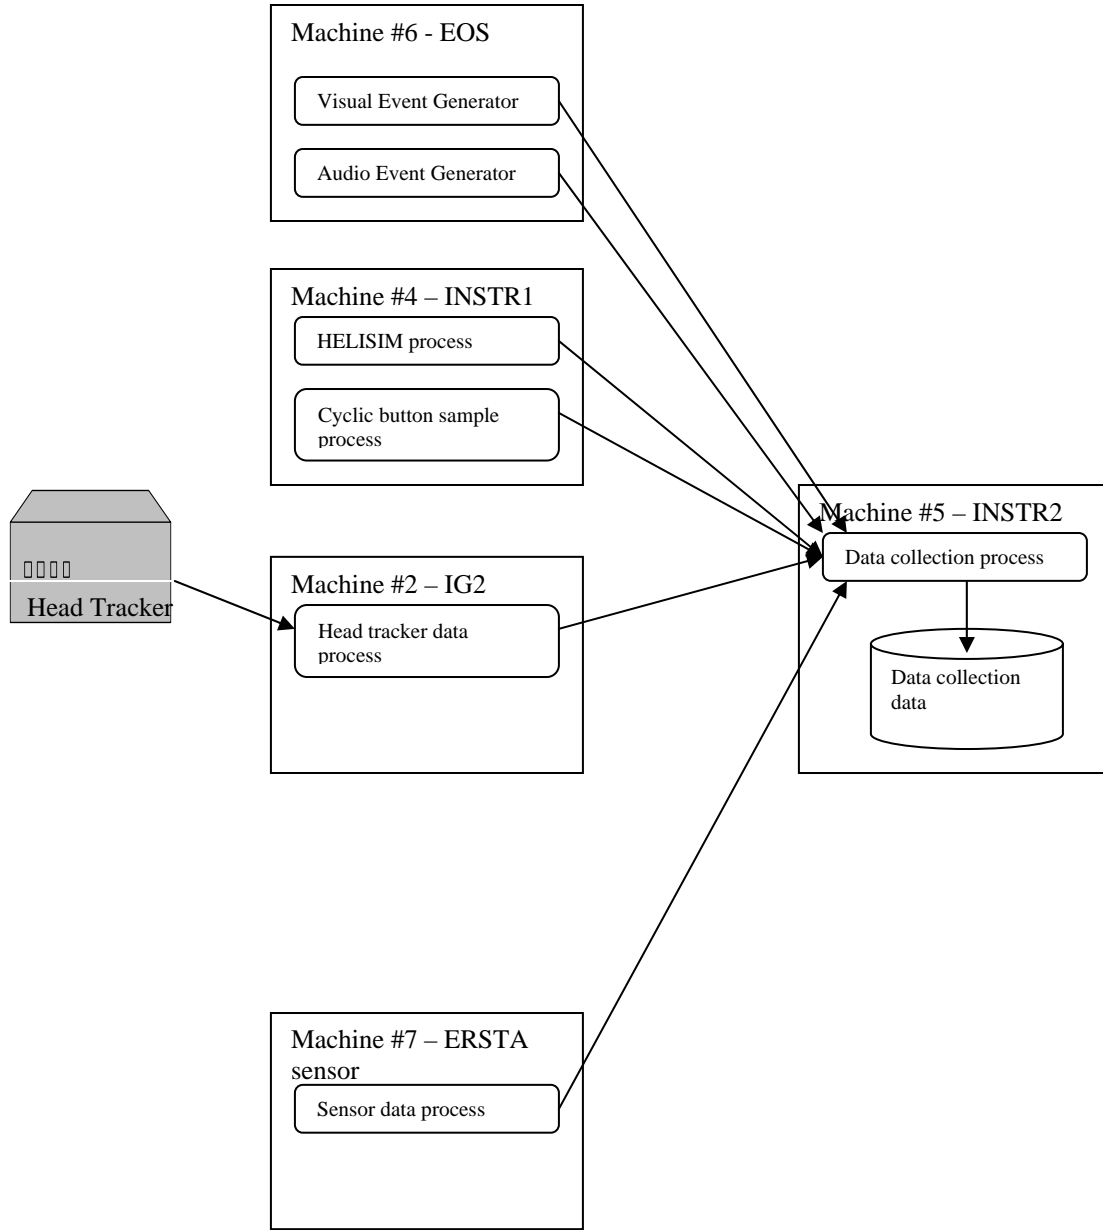 Machine #6 - EOS
Visual Event Generator
Audio Event Generator
Machine #4 – INSTR1
HELISIM process
Cyclic button sample
process
Head Tracker
Machine #2 – IG2
Head tracker data
process
Machine #5 – INSTR2
Data collection process
Data collection
data
Machine #7 – ERSTA
sensor
Sensor data process